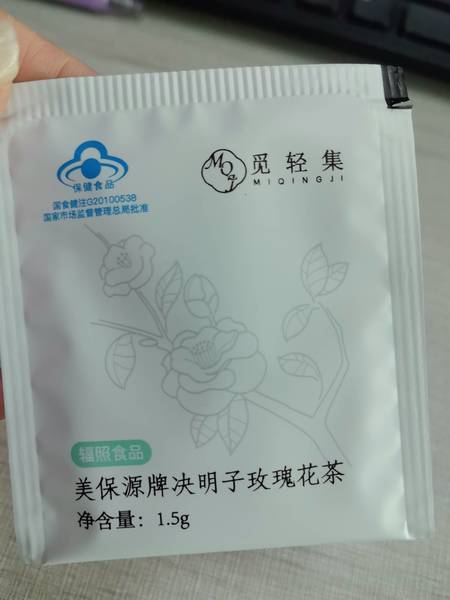 保健食品
国食健注G20100538
国家市场监督管理总局批准
MQJ
觅轻集
MIQINGJI
辐照食品
美保源牌决明子玫瑰花茶
净含量：1.5g